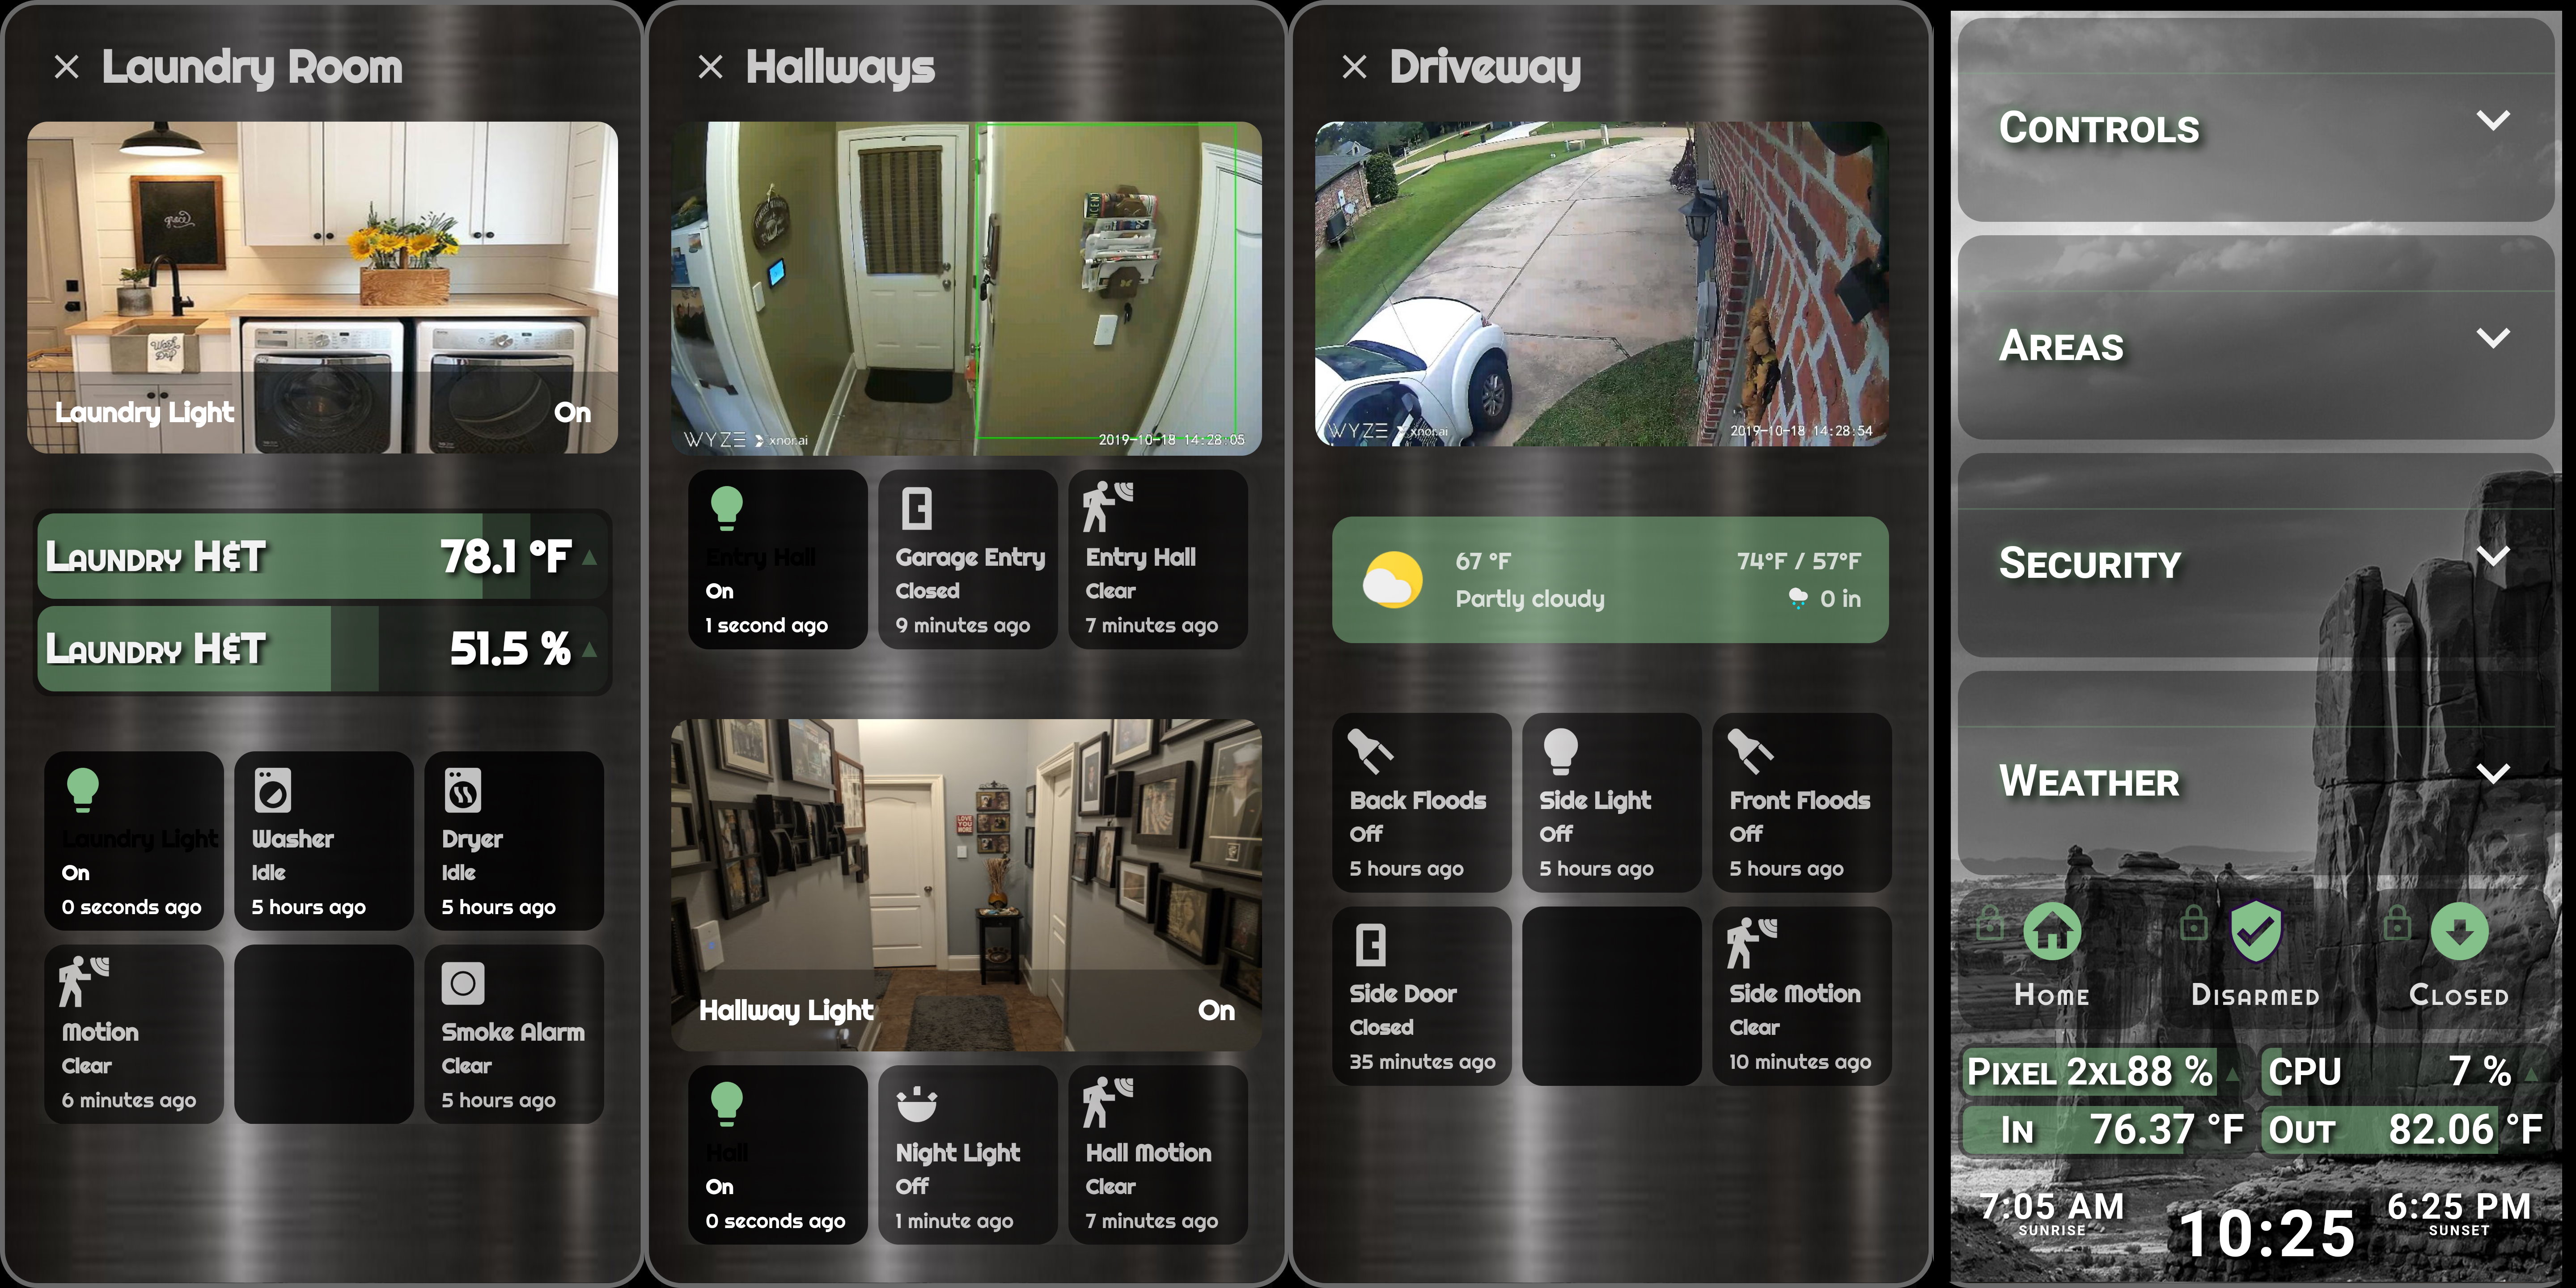 Laundry Room
grace
Wash
Dry
Laundry Light
On
LAUNDRY H&T
78.1 °F
LAUNDRY H&T
51.5 %
Laundry Light
On
0 seconds ago
Washer
Idle
5 hours ago
Dryer
Idle
5 hours ago
Motion
Clear
6 minutes ago
Smoke Alarm
Clear
5 hours ago
Hallways
WYZE xnor.ai
2019-10-18 14:28:05
Entry Hall
On
1 second ago
Garage Entry
Closed
9 minutes ago
Entry Hall
Clear
7 minutes ago
LOVE
YOU
MORE
Hallway Light
On
Hall
On
0 seconds ago
Night Light
Off
1 minute ago
Hall Motion
Clear
7 minutes ago
Driveway
WYZE xnor.ai
2019-10-18 14:28:54
67 °F
74°F / 57°F
Partly cloudy
0 in
Back Floods
Off
5 hours ago
Side Light
Off
5 hours ago
Front Floods
Off
5 hours ago
Side Door
Closed
35 minutes ago
Side Motion
Clear
10 minutes ago
CONTROLS
AREAS
SECURITY
WEATHER
HOME
DISARMED
CLOSED
PIXEL 2XL 88 %
CPU 7 %
IN 76.37 °F
OUT 82.06 °F
7:05 AM
SUNRISE
10:25
6:25 PM
SUNSET